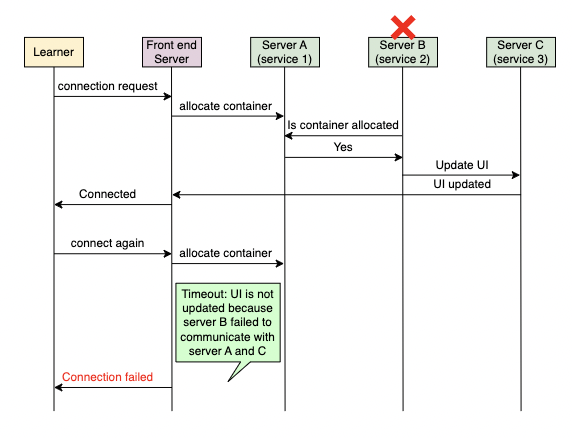 Learner
Front end
Server
Server A
(service 1)
Server B
(service 2)
Server C
(service 3)
connection request
allocate container
Is container allocated
Yes
Update UI
UI updated
Connected
connect again
allocate container
Timeout: UI is not
updated because
server B failed to
communicate with
server A and C
Connection failed